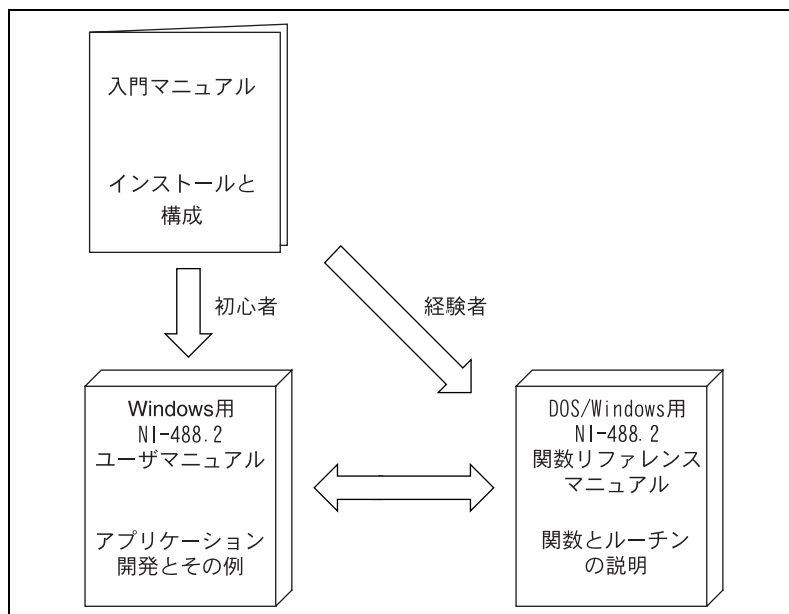 入門マニュアル
インストールと
構成
初心者
経験者
Windows用
NI-488.2
ユーザマニュアル
アプリケーション
開発とその例
DOS/Windows用
NI-488.2
関数リファレンス
マニュアル
関数とルーチン
の説明